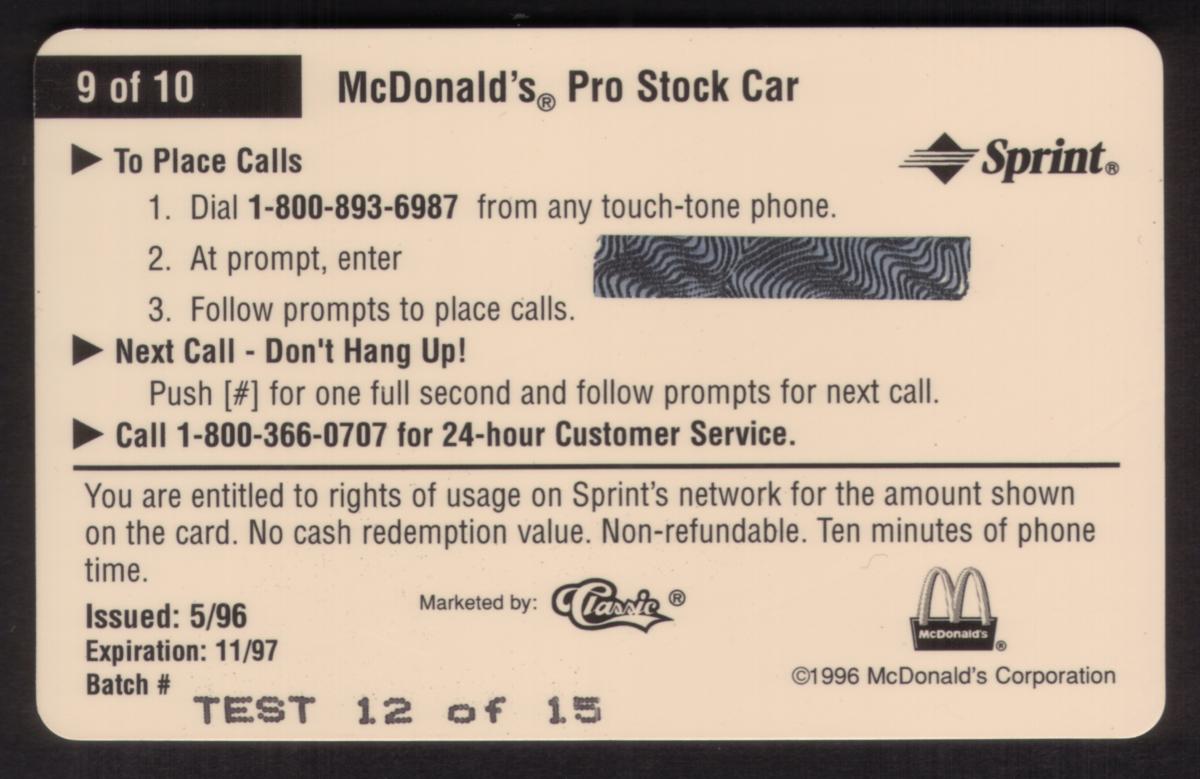 9 of 10
McDonald's® Pro Stock Car
▶ To Place Calls
Sprint®
1. Dial 1-800-893-6987 from any touch-tone phone.
2. At prompt, enter
3. Follow prompts to place calls.
▶ Next Call - Don't Hang Up!
Push [#] for one full second and follow prompts for next call.
▶ Call 1-800-366-0707 for 24-hour Customer Service.
You are entitled to rights of usage on Sprint's network for the amount shown
on the card. No cash redemption value. Non-refundable. Ten minutes of phone
time.
Issued: 5/96
Marketed by: Classic®
McDonald's®
Expiration: 11/97
©1996 McDonald's Corporation
Batch #
TEST 12 of 15